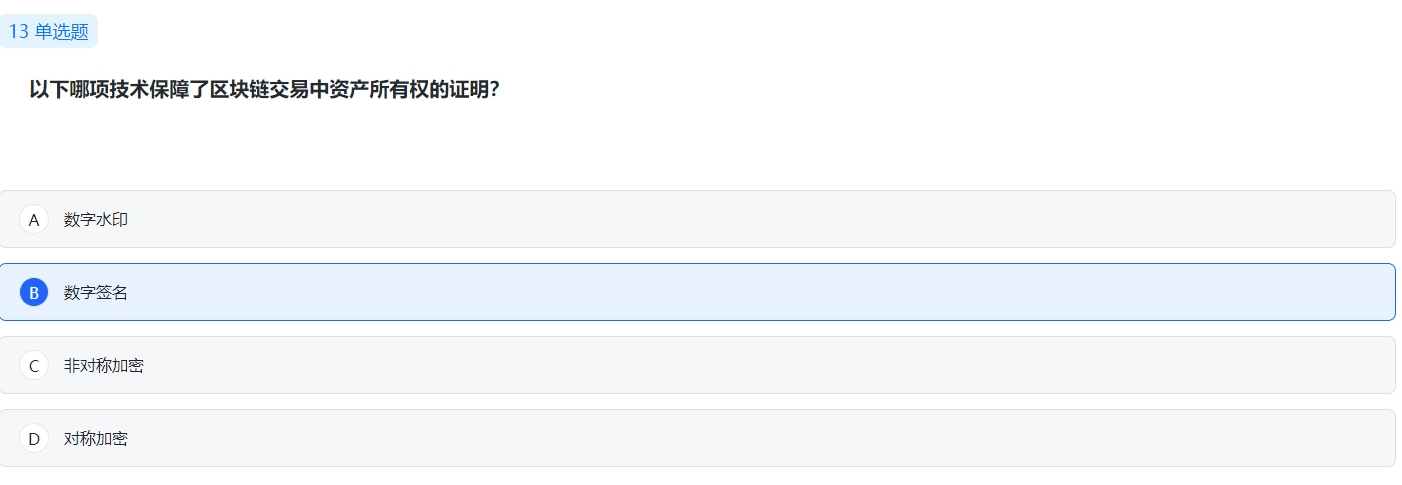 13 单选题
以下哪项技术保障了区块链交易中资产所有权的证明?
A 数字水印
B 数字签名
C 非对称加密
D 对称加密